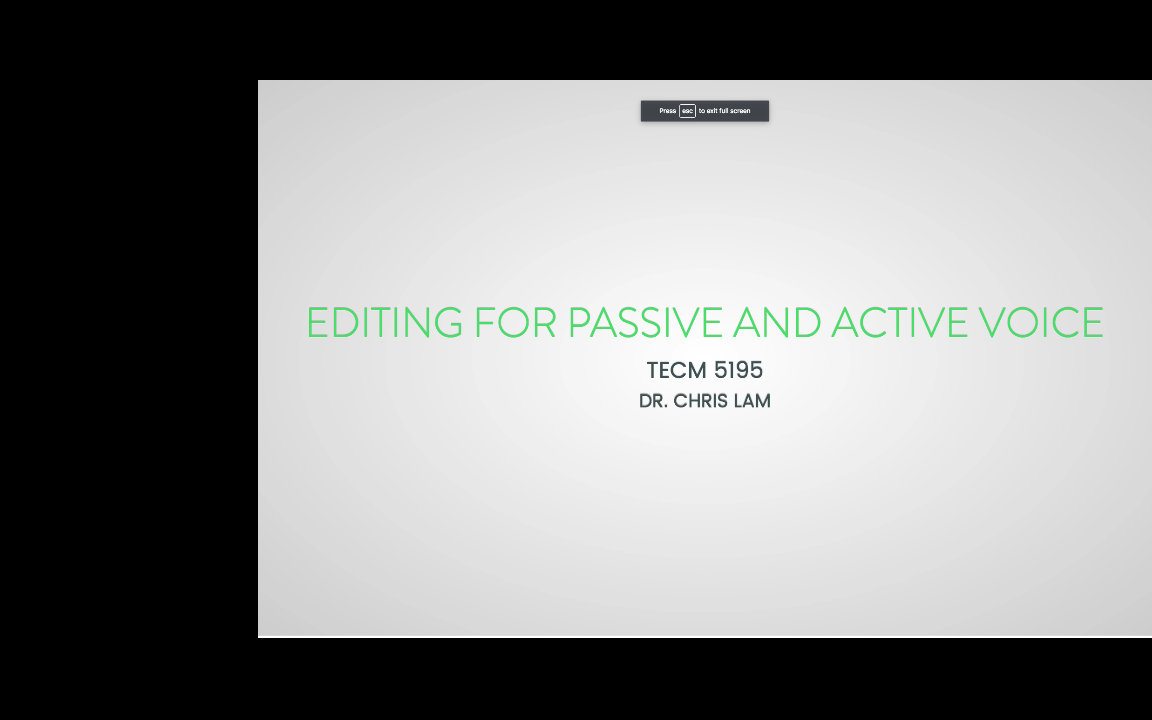 Press esc to exit full screen
EDITING FOR PASSIVE AND ACTIVE VOICE
TECM 5195
DR. CHRIS LAM